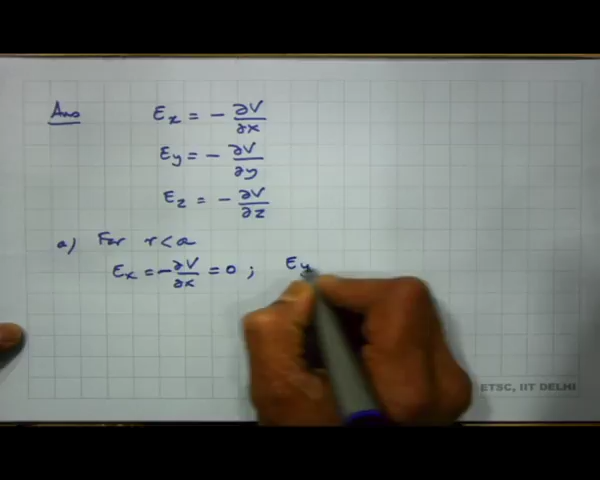 Ans Ex = - ∂V/∂x
Ey = - ∂V/∂y
Ez = - ∂V/∂z
a) For r < a
Ex = - ∂V/∂x = 0 ; Ey
ETSC, IIT DELHI